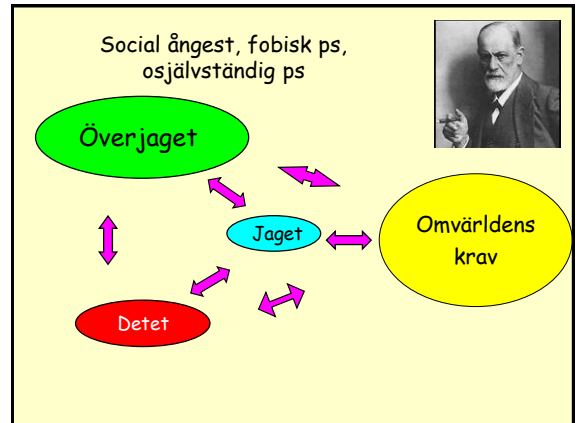 Social ångest, fobisk ps,
osjälvständig ps
Överjaget
Jaget
Omvärldens
krav
Detet